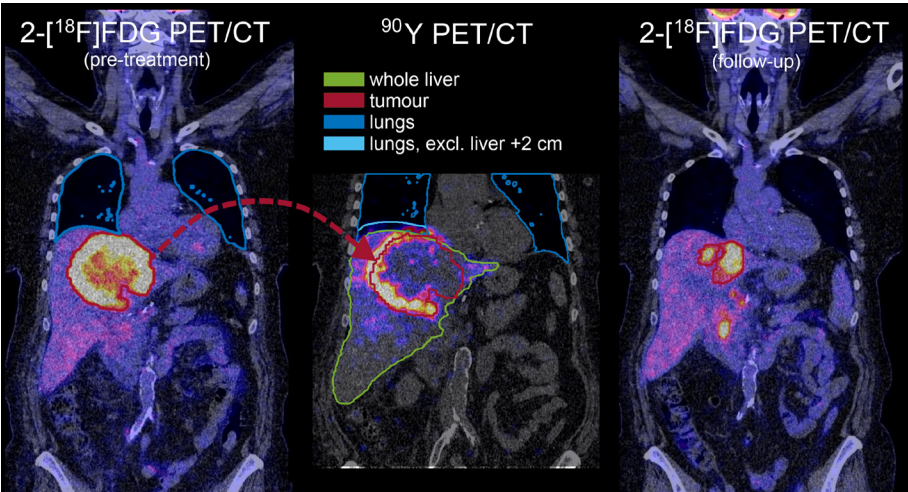 2-[¹⁸F]FDG PET/CT
(pre-treatment)
⁹⁰Y PET/CT
whole liver
tumour
lungs
lungs, excl. liver +2 cm
2-[¹⁸F]FDG PET/CT
(follow-up)